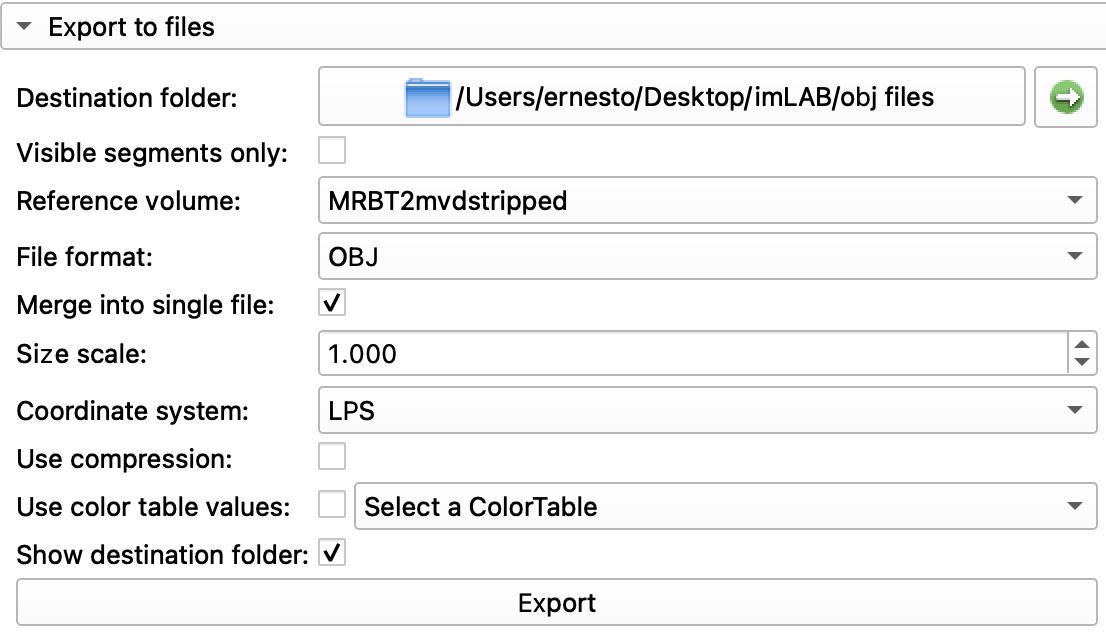 Export to files
Destination folder: /Users/ernesto/Desktop/imLAB/obj files
Visible segments only:
Reference volume: MRBT2mvdstripped
File format: OBJ
Merge into single file:
Size scale: 1.000
Coordinate system: LPS
Use compression:
Use color table values: Select a ColorTable
Show destination folder:
Export